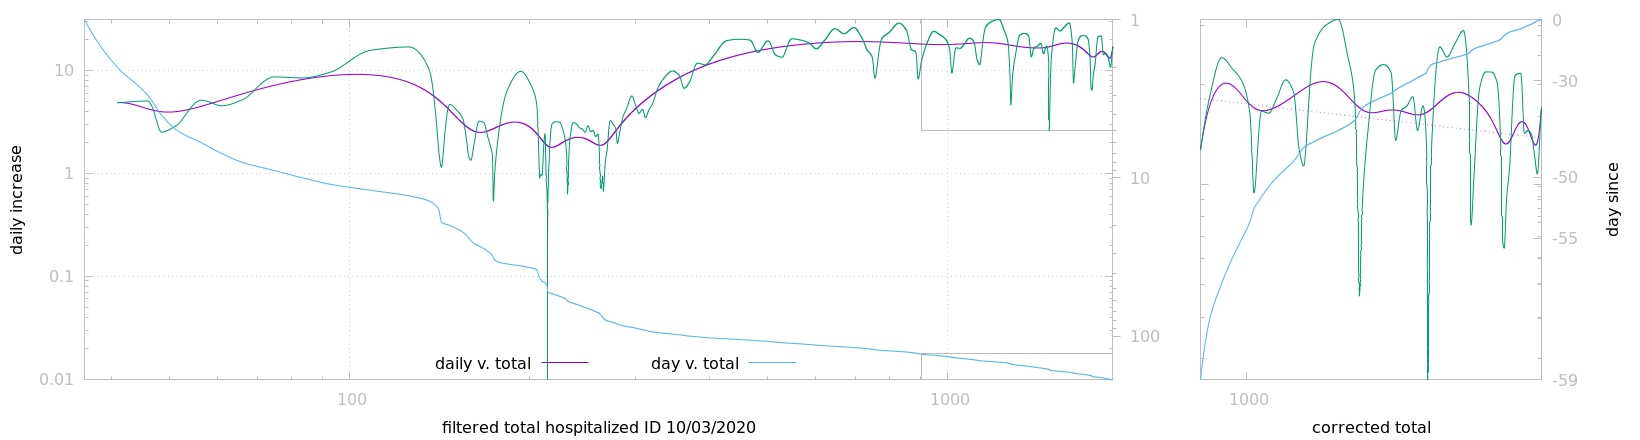 daily increase
10
1
0.1
0.01
100
1000
filtered total hospitalized ID 10/03/2020
daily v. total
day v. total
1
10
100
1000
corrected total
0
-30
-50
-55
-59
day since